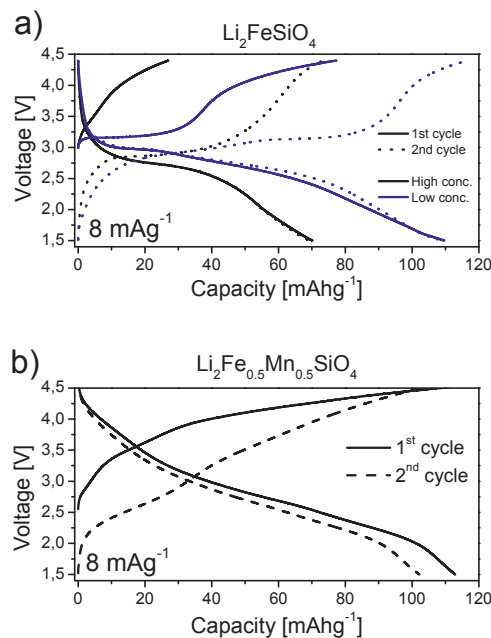 a)
Li₂FeSiO₄
4,5
4,0
3,5
3,0
2,5
2,0
1,5
Voltage [V]
1st cycle
2nd cycle
High conc.
Low conc.
8 mAg⁻¹
0 20 40 60 80 100 120
Capacity [mAhg⁻¹]
b)
Li₂Fe₀.₅Mn₀.₅SiO₄
4,5
4,0
3,5
3,0
2,5
2,0
1,5
Voltage [V]
1ˢᵗ cycle
2ⁿᵈ cycle
8 mAg⁻¹
0 20 40 60 80 100 120
Capacity [mAhg⁻¹]